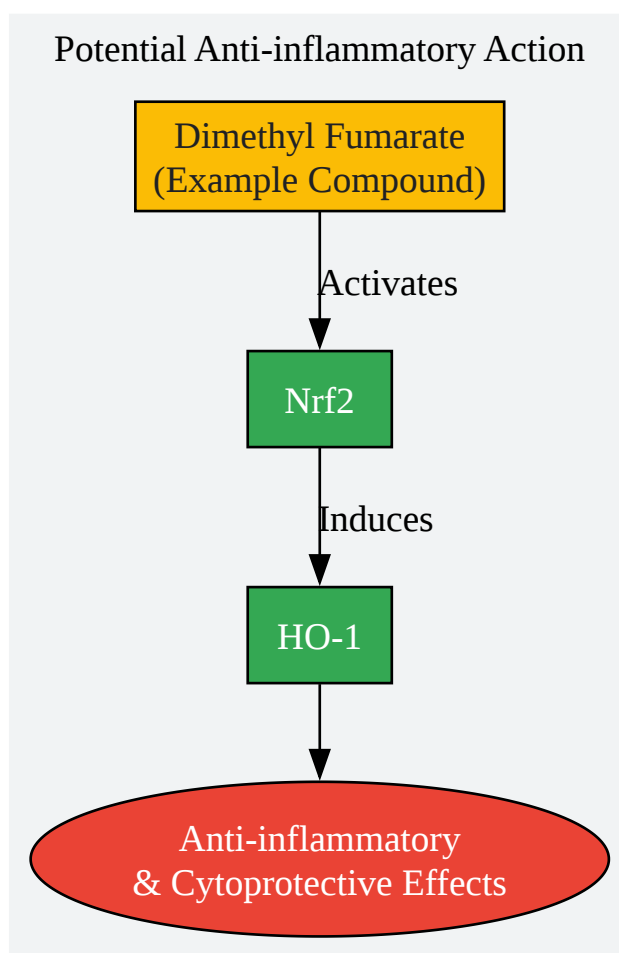 Potential Anti-inflammatory Action
Dimethyl Fumarate
(Example Compound)
Activates
Nrf2
Induces
HO-1
Anti-inflammatory
& Cytoprotective Effects